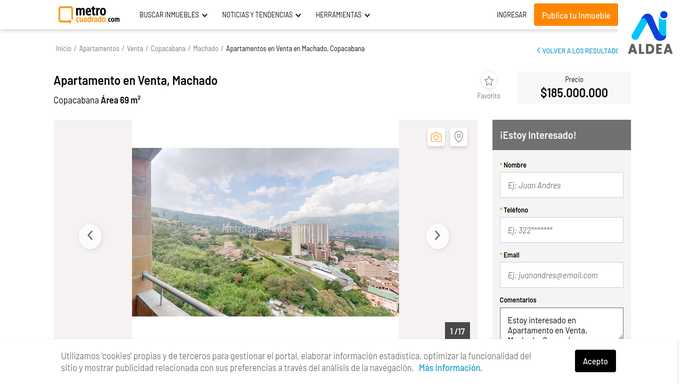 metro
cuadrado.com
BUSCAR INMUEBLES
NOTICIAS Y TENDENCIAS
HERRAMIENTAS
INGRESAR
Publica tu Inmueble
ALDEA
Inicio / Apartamentos / Venta / Copacabana / Machado / Apartamentos en Venta en Machado, Copacabana
VOLVER A LOS RESULTADO
Apartamento en Venta, Machado
Copacabana Área 69 m²
Favorito
Precio
$185.000.000
¡Estoy Interesado!
* Nombre
Ej: Juan Andres
* Teléfono
Ej: 322*******
* Email
Ej: juanandres@email.com
Comentarios
Estoy interesado en
Apartamento en Venta,
1 / 17
Utilizamos 'cookies' propias y de terceros para gestionar el portal, elaborar información estadística, optimizar la funcionalidad del
sitio y mostrar publicidad relacionada con sus preferencias a través del análisis de la navegación. Más información.
Acepto